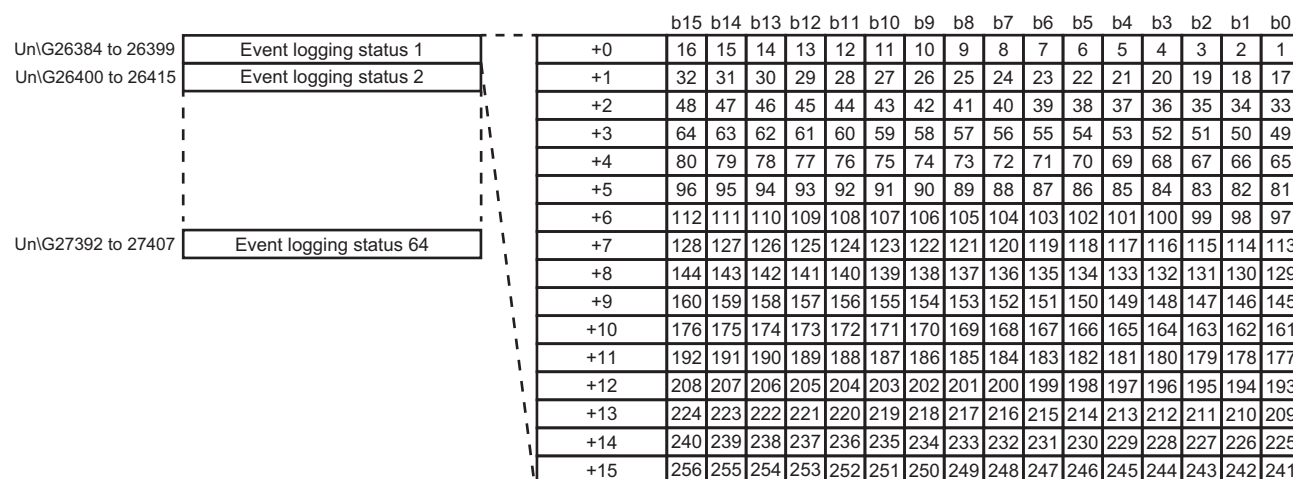 b15 b14 b13 b12 b11 b10 b9 b8 b7 b6 b5 b4 b3 b2 b1 b0
Un\G26384 to 26399 Event logging status 1 +0 16 15 14 13 12 11 10 9 8 7 6 5 4 3 2 1
Un\G26400 to 26415 Event logging status 2 +1 32 31 30 29 28 27 26 25 24 23 22 21 20 19 18 17
+2 48 47 46 45 44 43 42 41 40 39 38 37 36 35 34 33
+3 64 63 62 61 60 59 58 57 56 55 54 53 52 51 50 49
+4 80 79 78 77 76 75 74 73 72 71 70 69 68 67 66 65
+5 96 95 94 93 92 91 90 89 88 87 86 85 84 83 82 81
+6 112 111 110 109 108 107 106 105 104 103 102 101 100 99 98 97
Un\G27392 to 27407 Event logging status 64 +7 128 127 126 125 124 123 122 121 120 119 118 117 116 115 114 113
+8 144 143 142 141 140 139 138 137 136 135 134 133 132 131 130 129
+9 160 159 158 157 156 155 154 153 152 151 150 149 148 147 146 145
+10 176 175 174 173 172 171 170 169 168 167 166 165 164 163 162 161
+11 192 191 190 189 188 187 186 185 184 183 182 181 180 179 178 177
+12 208 207 206 205 204 203 202 201 200 199 198 197 196 195 194 193
+13 224 223 222 221 220 219 218 217 216 215 214 213 212 211 210 209
+14 240 239 238 237 236 235 234 233 232 231 230 229 228 227 226 225
+15 256 255 254 253 252 251 250 249 248 247 246 245 244 243 242 241